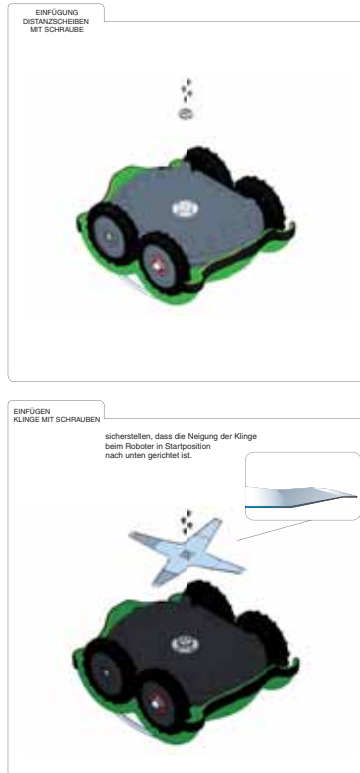 EINFÜGUNG
DISTANZSCHEIBEN
MIT SCHRAUBE
EINFÜGEN
KLINGE MIT SCHRAUBEN
sicherstellen, dass die Neigung der Klinge
beim Roboter in Startposition
nach unten gerichtet ist.